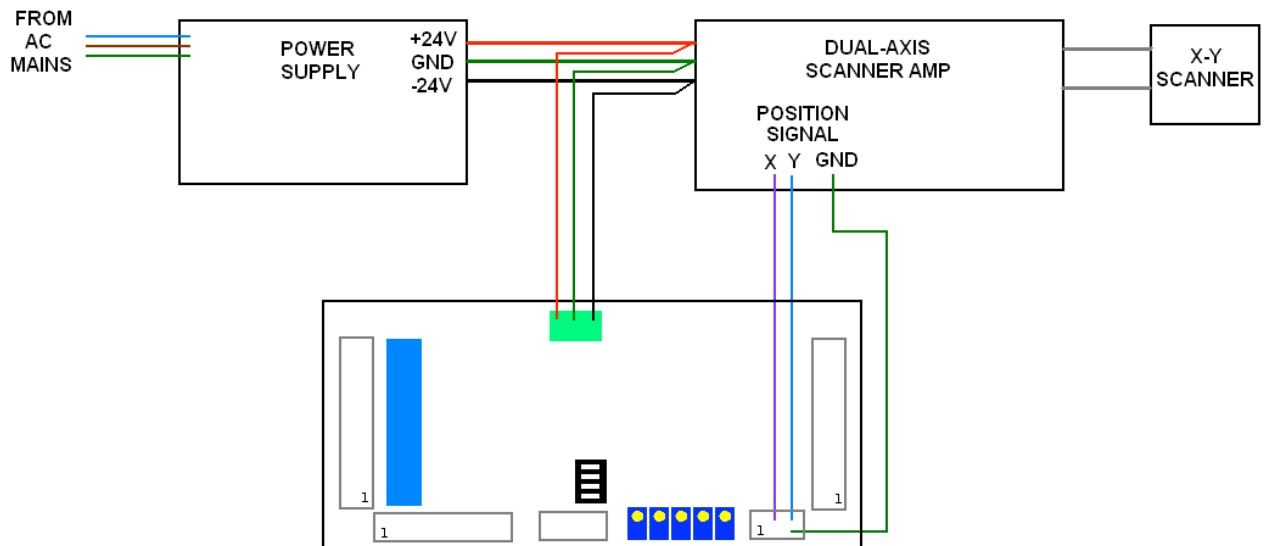 FROM
AC
MAINS
POWER
SUPPLY
+24V
GND
-24V
DUAL-AXIS
SCANNER AMP
POSITION
SIGNAL
X Y GND
X-Y
SCANNER
1
1
1
1